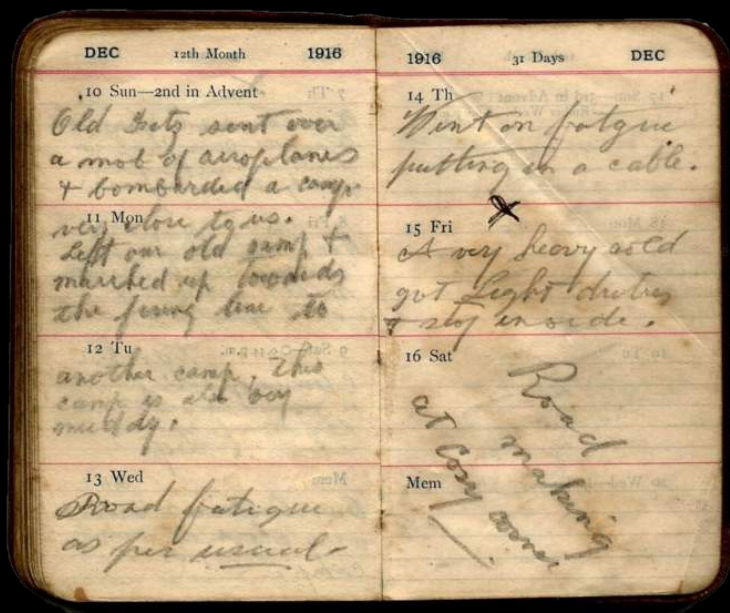 DEC 12th Month 1916
10 Sun—2nd in Advent
Old Fritz sent over
a mob of aeroplanes
& bombarded a camp
11 Mon
very close to us.
Left our old camp &
marched up towards
the firing line to
12 Tu
another camp, this
camp is also very
muddy.
13 Wed
Road fatigue
as per usual.
1916 31 Days DEC
14 Th
Went on fatgue
putting in a cable.
15 Fri
A very heavy cold
got Light duties
& stop inside.
16 Sat
Road
making
at Cosy corner
Mem